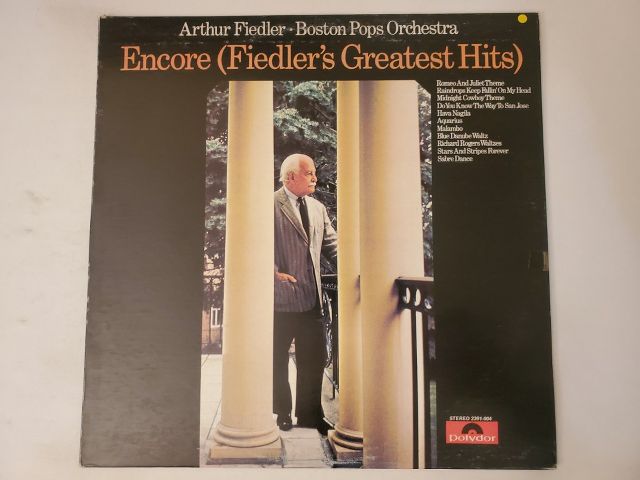 Arthur Fiedler • Boston Pops Orchestra
Encore (Fiedler's Greatest Hits)
Romeo And Juliet Theme
Raindrops Keep Fallin' On My Head
Midnight Cowboy Theme
Do You Know The Way To San Jose
Hava Nagila
Aquarius
Malambo
Blue Danube Waltz
Richard Rogers Waltzes
Stars And Stripes Forever
Sabre Dance
STEREO 2391-004
polydor